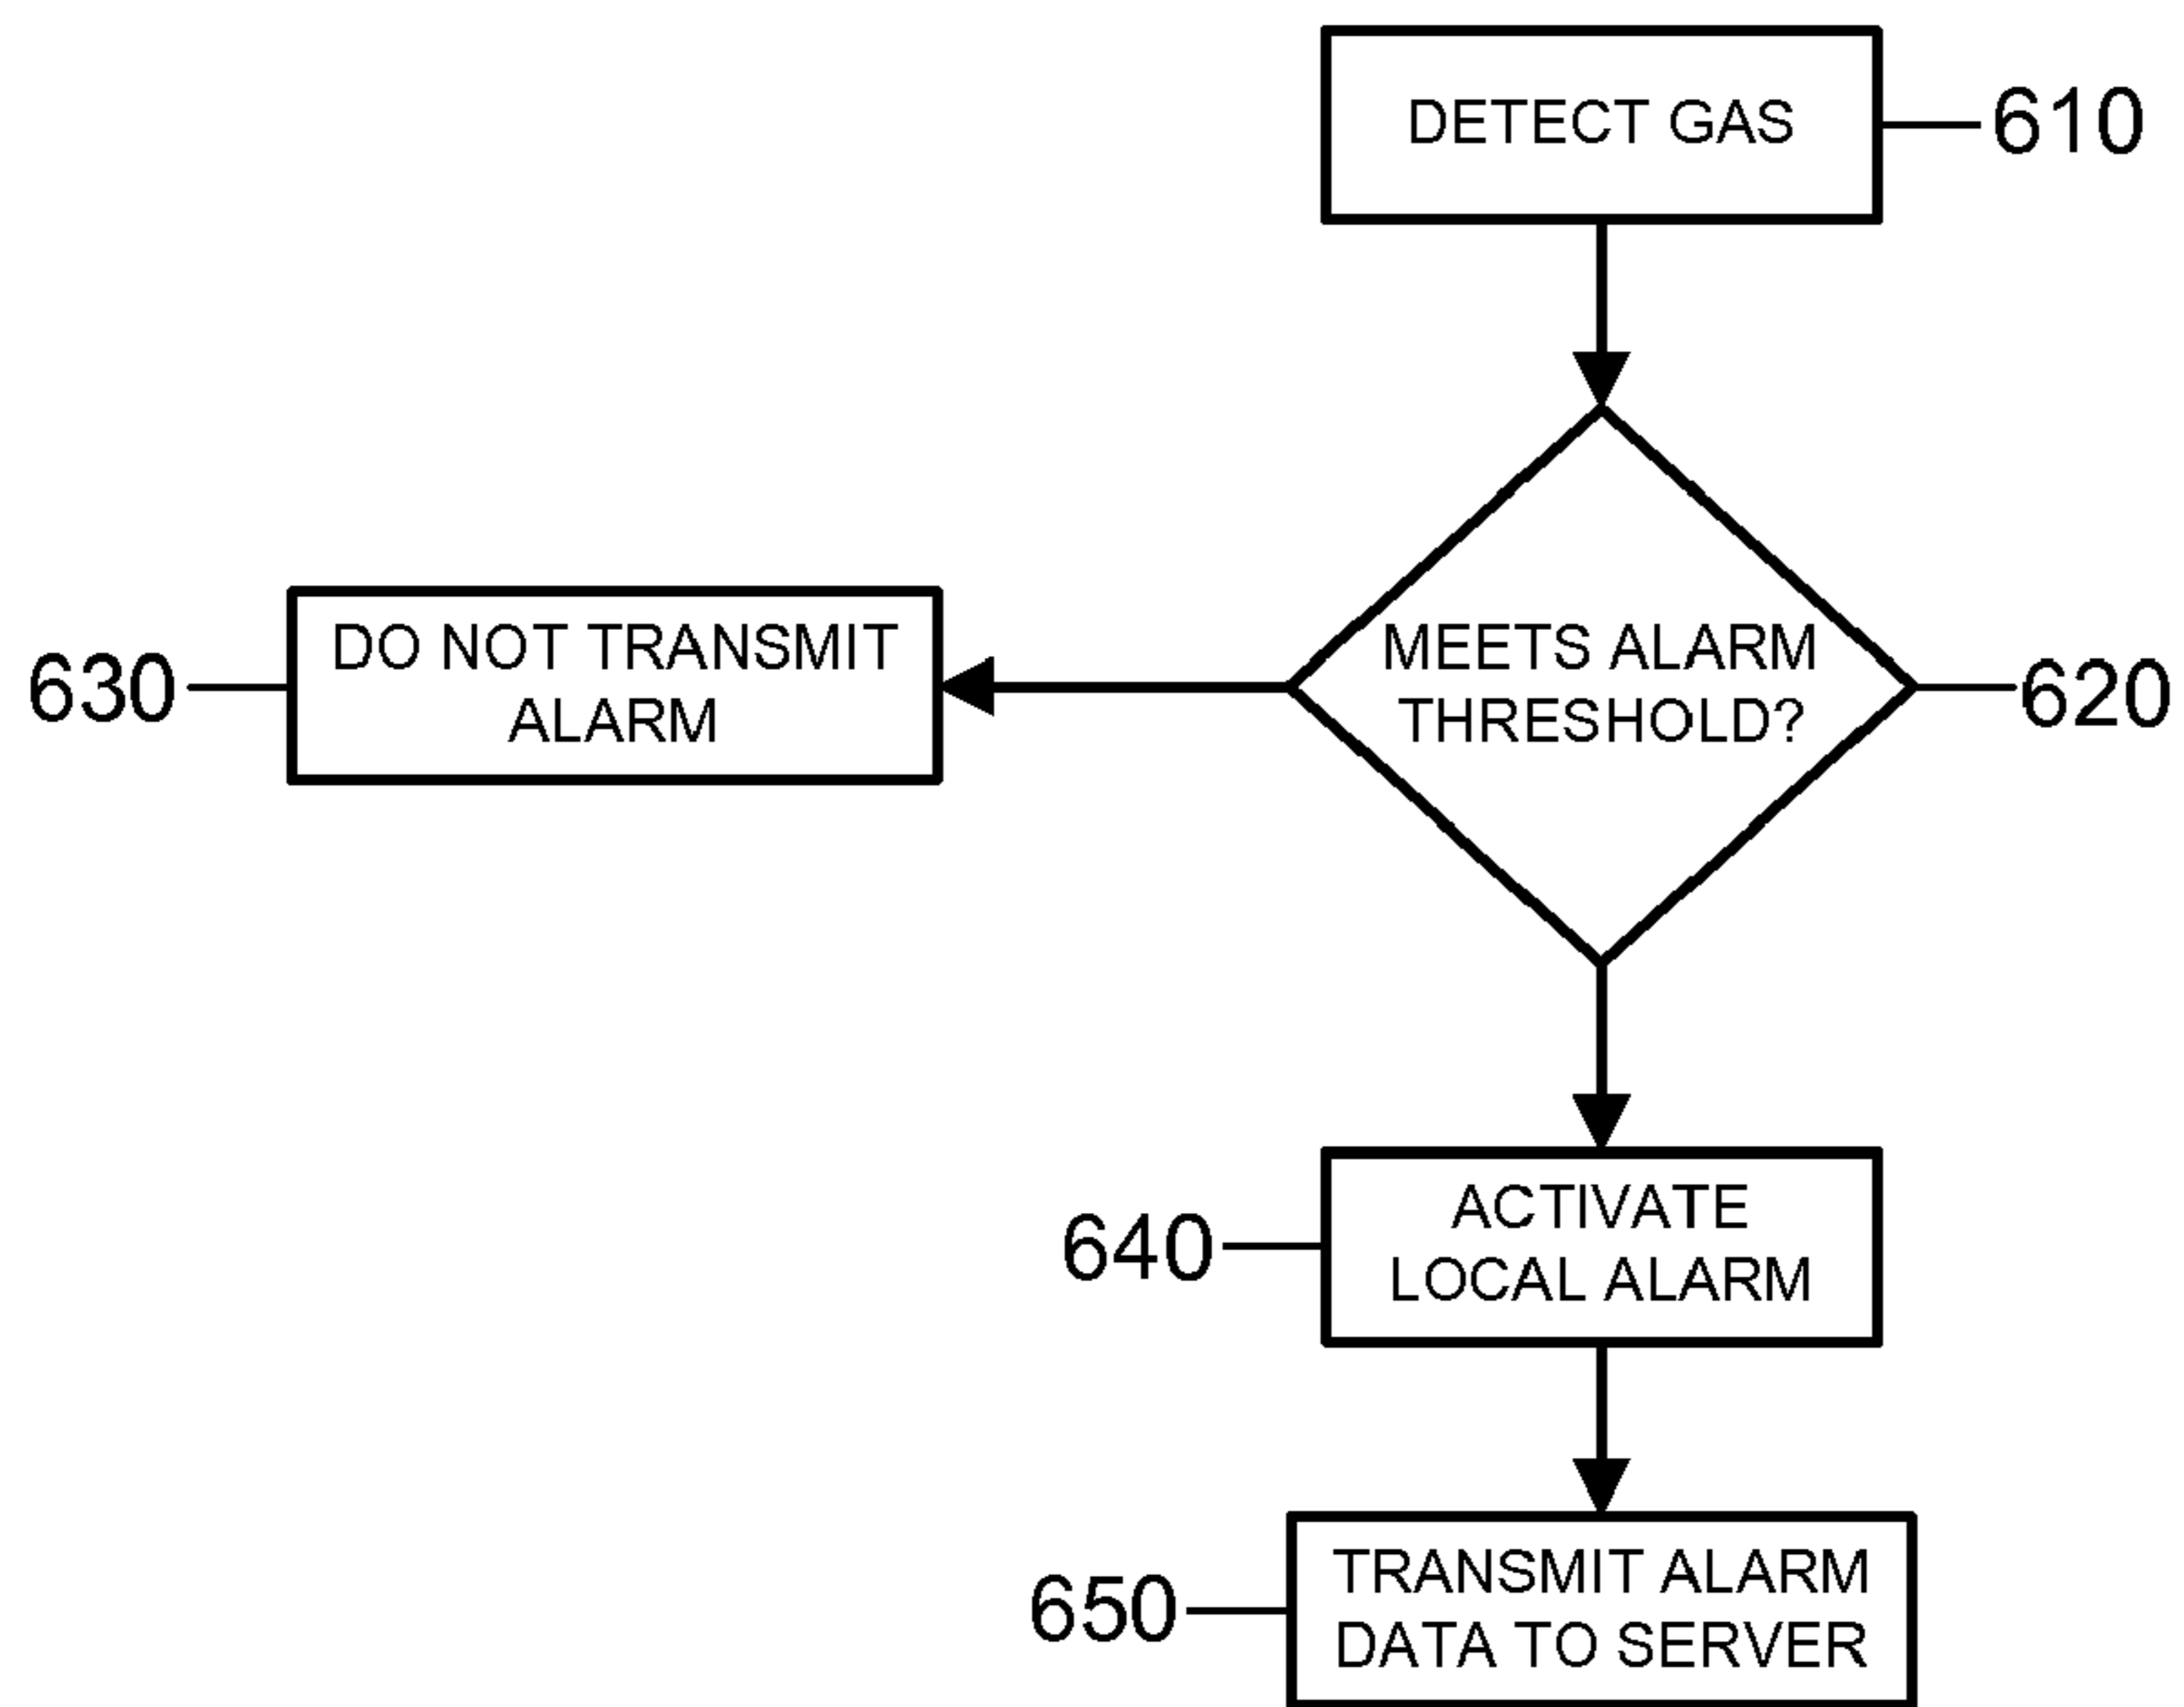 DETECT GAS
610
DO NOT TRANSMIT
ALARM
630
MEETS ALARM
THRESHOLD?
620
ACTIVATE
LOCAL ALARM
640
TRANSMIT ALARM
DATA TO SERVER
650